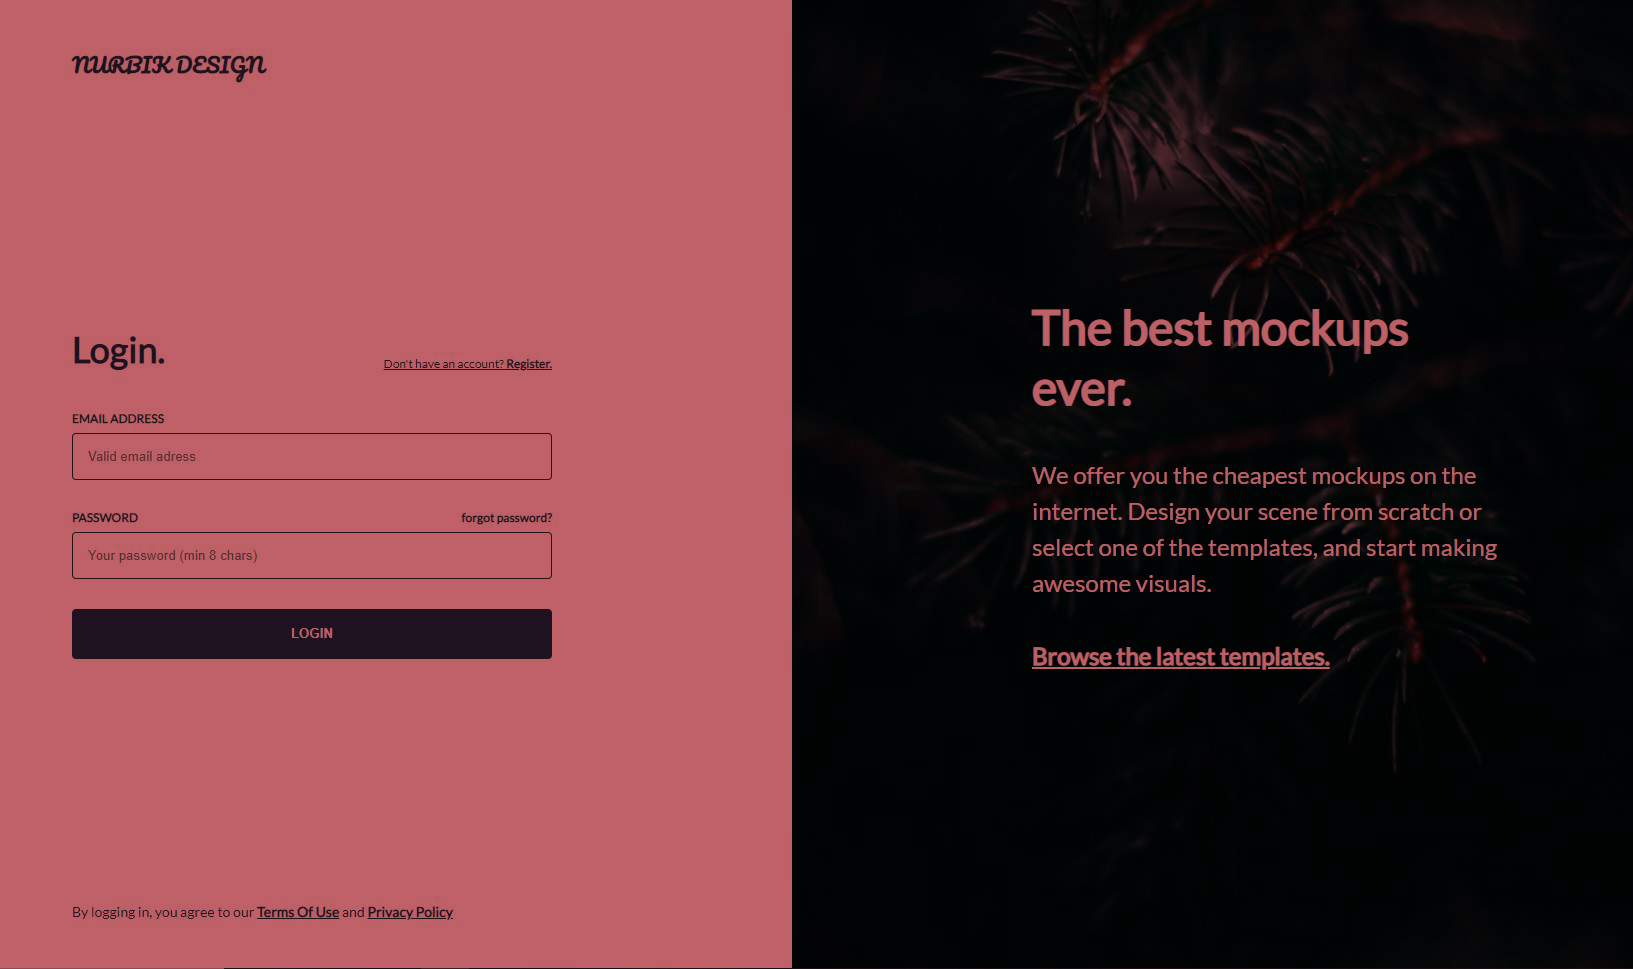 NURBIK DESIGN
Login.
Don't have an account? Register.
EMAIL ADDRESS
Valid email adress
PASSWORD
forgot password?
Your password (min 8 chars)
LOGIN
By logging in, you agree to our Terms Of Use and Privacy Policy
The best mockups
ever.
We offer you the cheapest mockups on the
internet. Design your scene from scratch or
select one of the templates, and start making
awesome visuals.
Browse the latest templates.